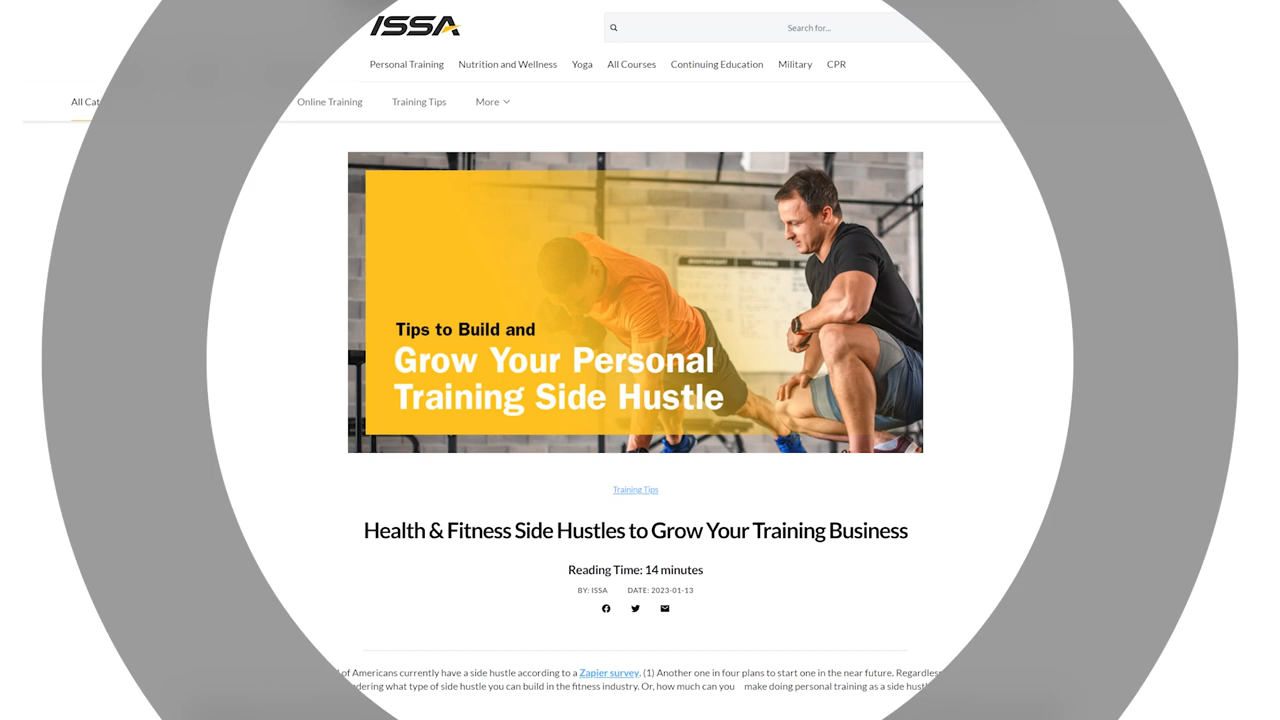 ISSA
Search for...
Personal Training Nutrition and Wellness Yoga All Courses Continuing Education Military CPR
All Online Training Training Tips More
Tips to Build and
Grow Your Personal
Training Side Hustle
Training Tips
Health & Fitness Side Hustles to Grow Your Training Business
Reading Time: 14 minutes
BY: ISSA DATE: 2023-01-13
of Americans currently have a side hustle according to a Zapier survey. (1) Another one in four plans to start one in the near future. Regardless
what type of side hustle you can build in the fitness industry. Or, how much can you make doing personal training as a side